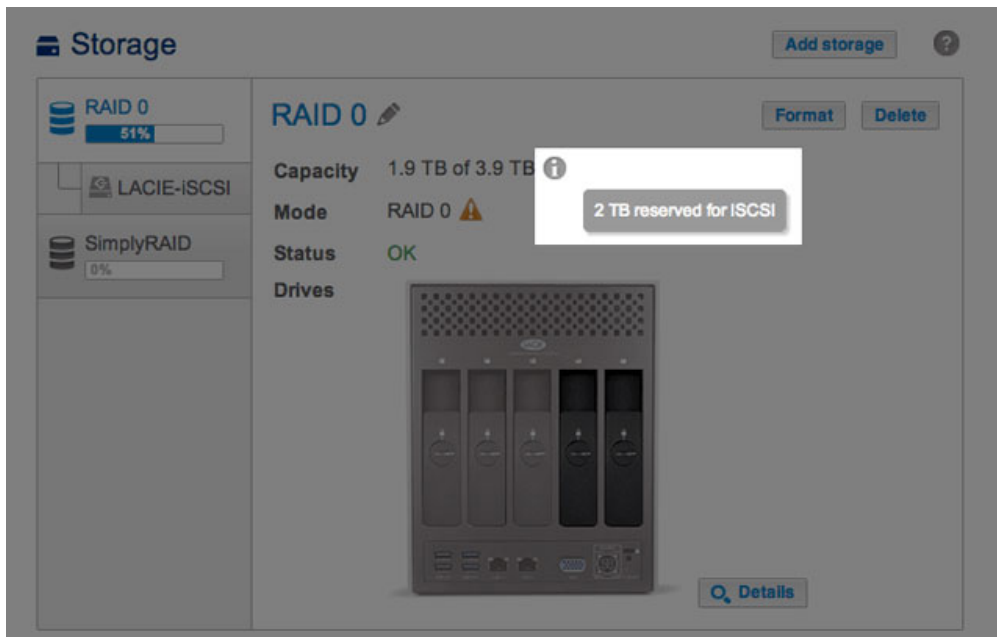 Storage
Add storage
?
RAID 0
51%
LACIE-iSCSI
SimplyRAID
0%
RAID 0
Format
Delete
Capacity 1.9 TB of 3.9 TB
Mode RAID 0
2 TB reserved for ISCSI
Status OK
Drives
Details